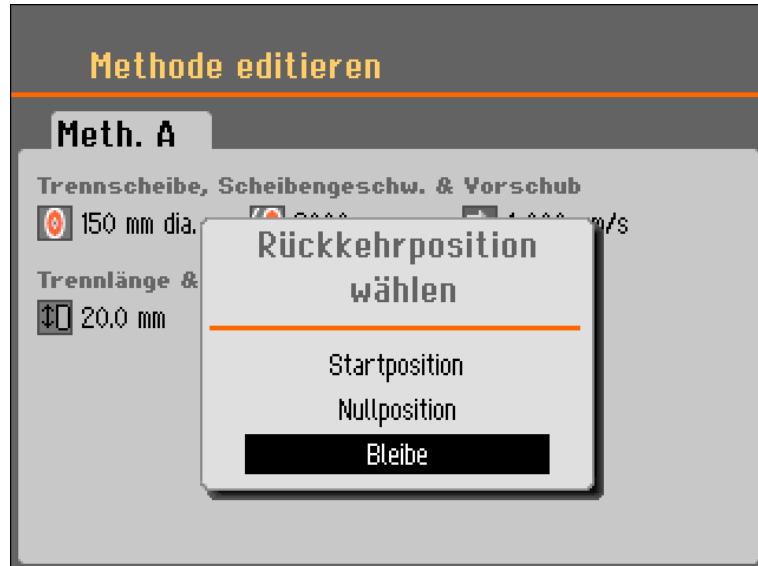 Methode editieren
Meth. A
Trennscheibe, Scheibengeschw. & Vorschub
150 mm dia.
Trennlänge &
20.0 mm
Rückkehrposition
wählen
Startposition
Nullposition
Bleibe